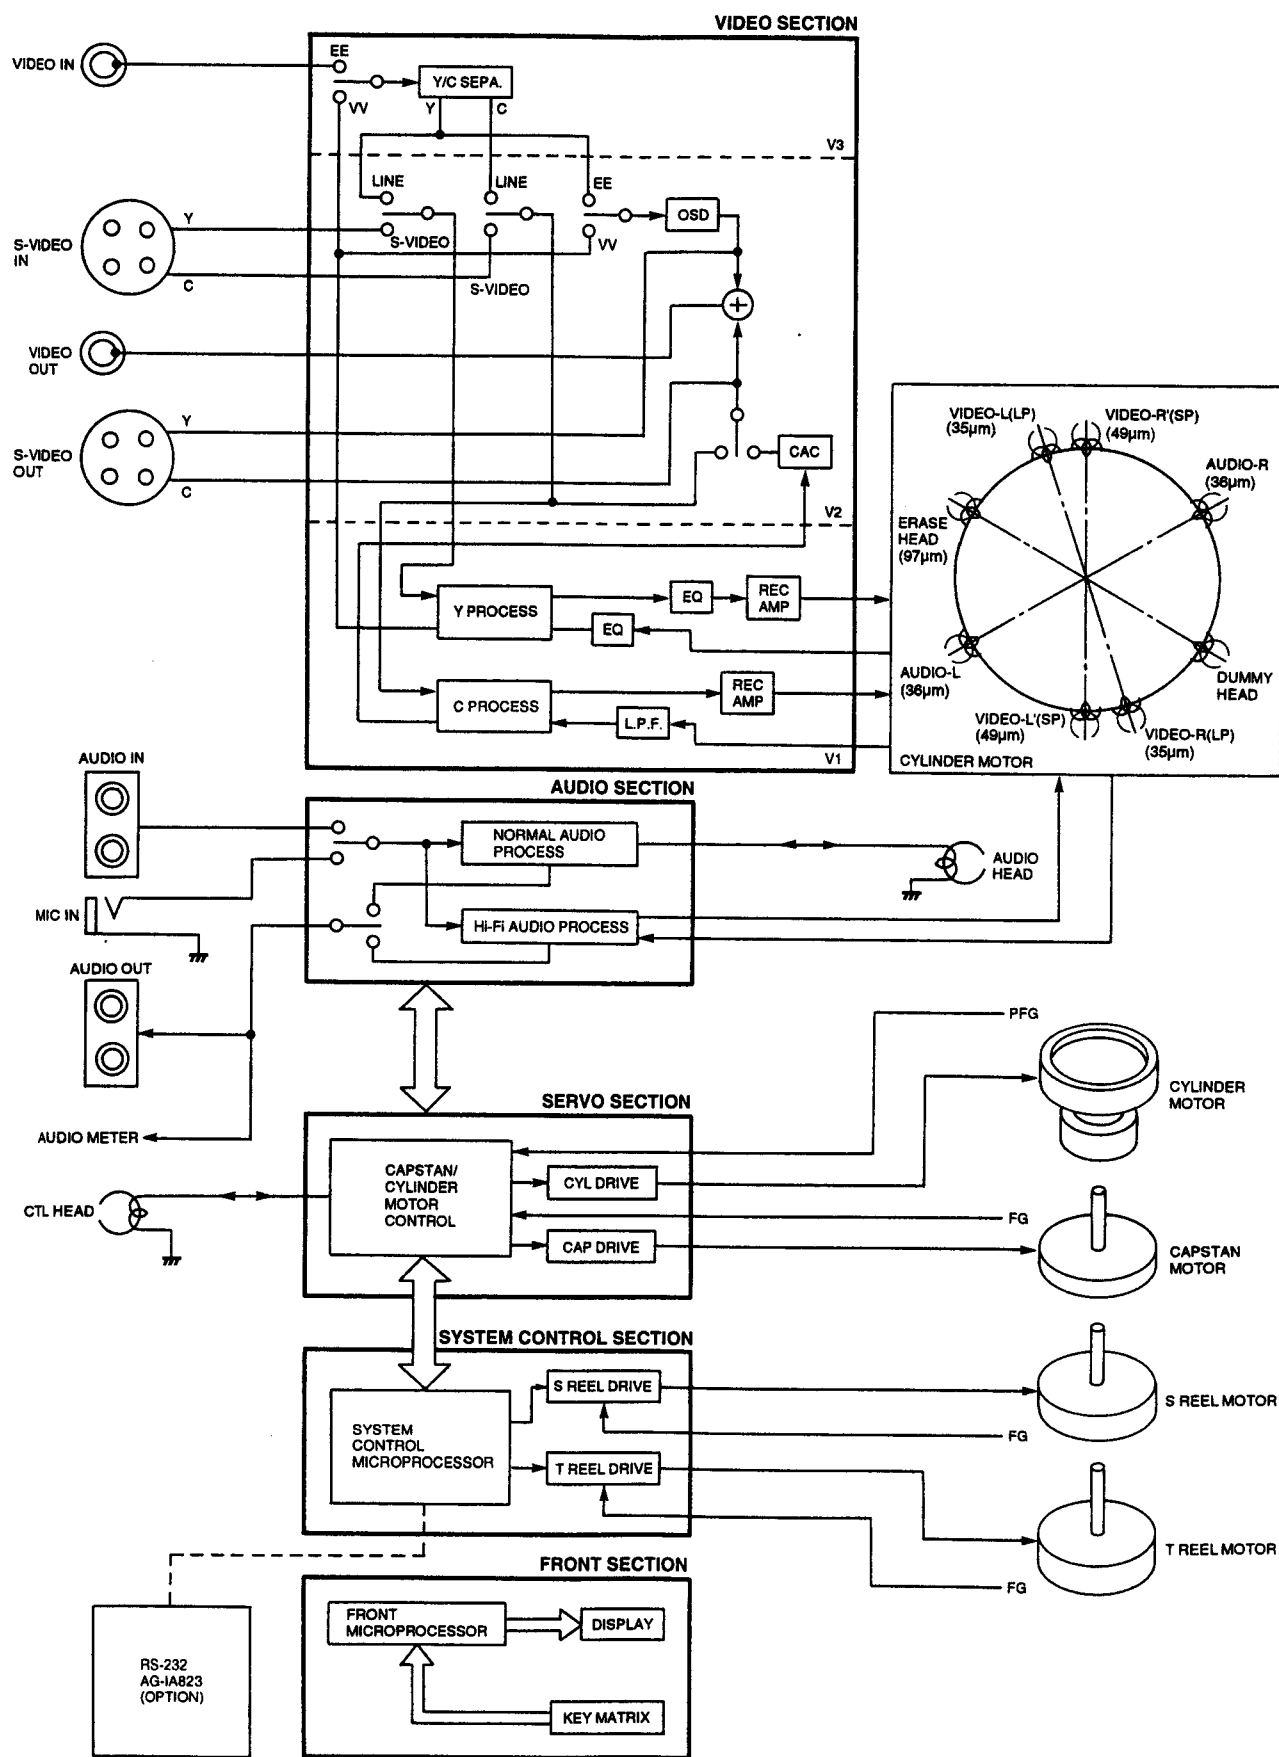 VIDEO SECTION
VIDEO IN
EE
Y/C SEPA.
VV
Y
C
V3
LINE
LINE
EE
OSD
Y
S-VIDEO
IN
S-VIDEO
VV
C
S-VIDEO
VIDEO
OUT
Y
S-VIDEO
OUT
C
CAC
V2
Y PROCESS
EQ
REC
AMP
EQ
C PROCESS
REC
AMP
L.P.F.
V1
VIDEO-L(LP)
(35μm)
VIDEO-R'(SP)
(49μm)
AUDIO-R
(36μm)
ERASE
HEAD
(97μm)
AUDIO-L
(36μm)
DUMMY
HEAD
VIDEO-L'(SP)
(49μm)
VIDEO-R(LP)
(35μm)
CYLINDER MOTOR
AUDIO SECTION
AUDIO IN
NORMAL AUDIO
PROCESS
AUDIO
HEAD
MIC IN
Hi-Fi AUDIO PROCESS
AUDIO OUT
PFG
CYLINDER
MOTOR
SERVO SECTION
AUDIO METER
CAPSTAN/
CYLINDER
MOTOR
CONTROL
CYL DRIVE
CTL HEAD
FG
CAP DRIVE
CAPSTAN
MOTOR
SYSTEM CONTROL SECTION
S REEL DRIVE
S REEL MOTOR
SYSTEM
CONTROL
MICROPROCESSOR
FG
T REEL DRIVE
T REEL MOTOR
FG
FRONT SECTION
FRONT
MICROPROCESSOR
DISPLAY
RS-232
AG-IA823
(OPTION)
KEY MATRIX